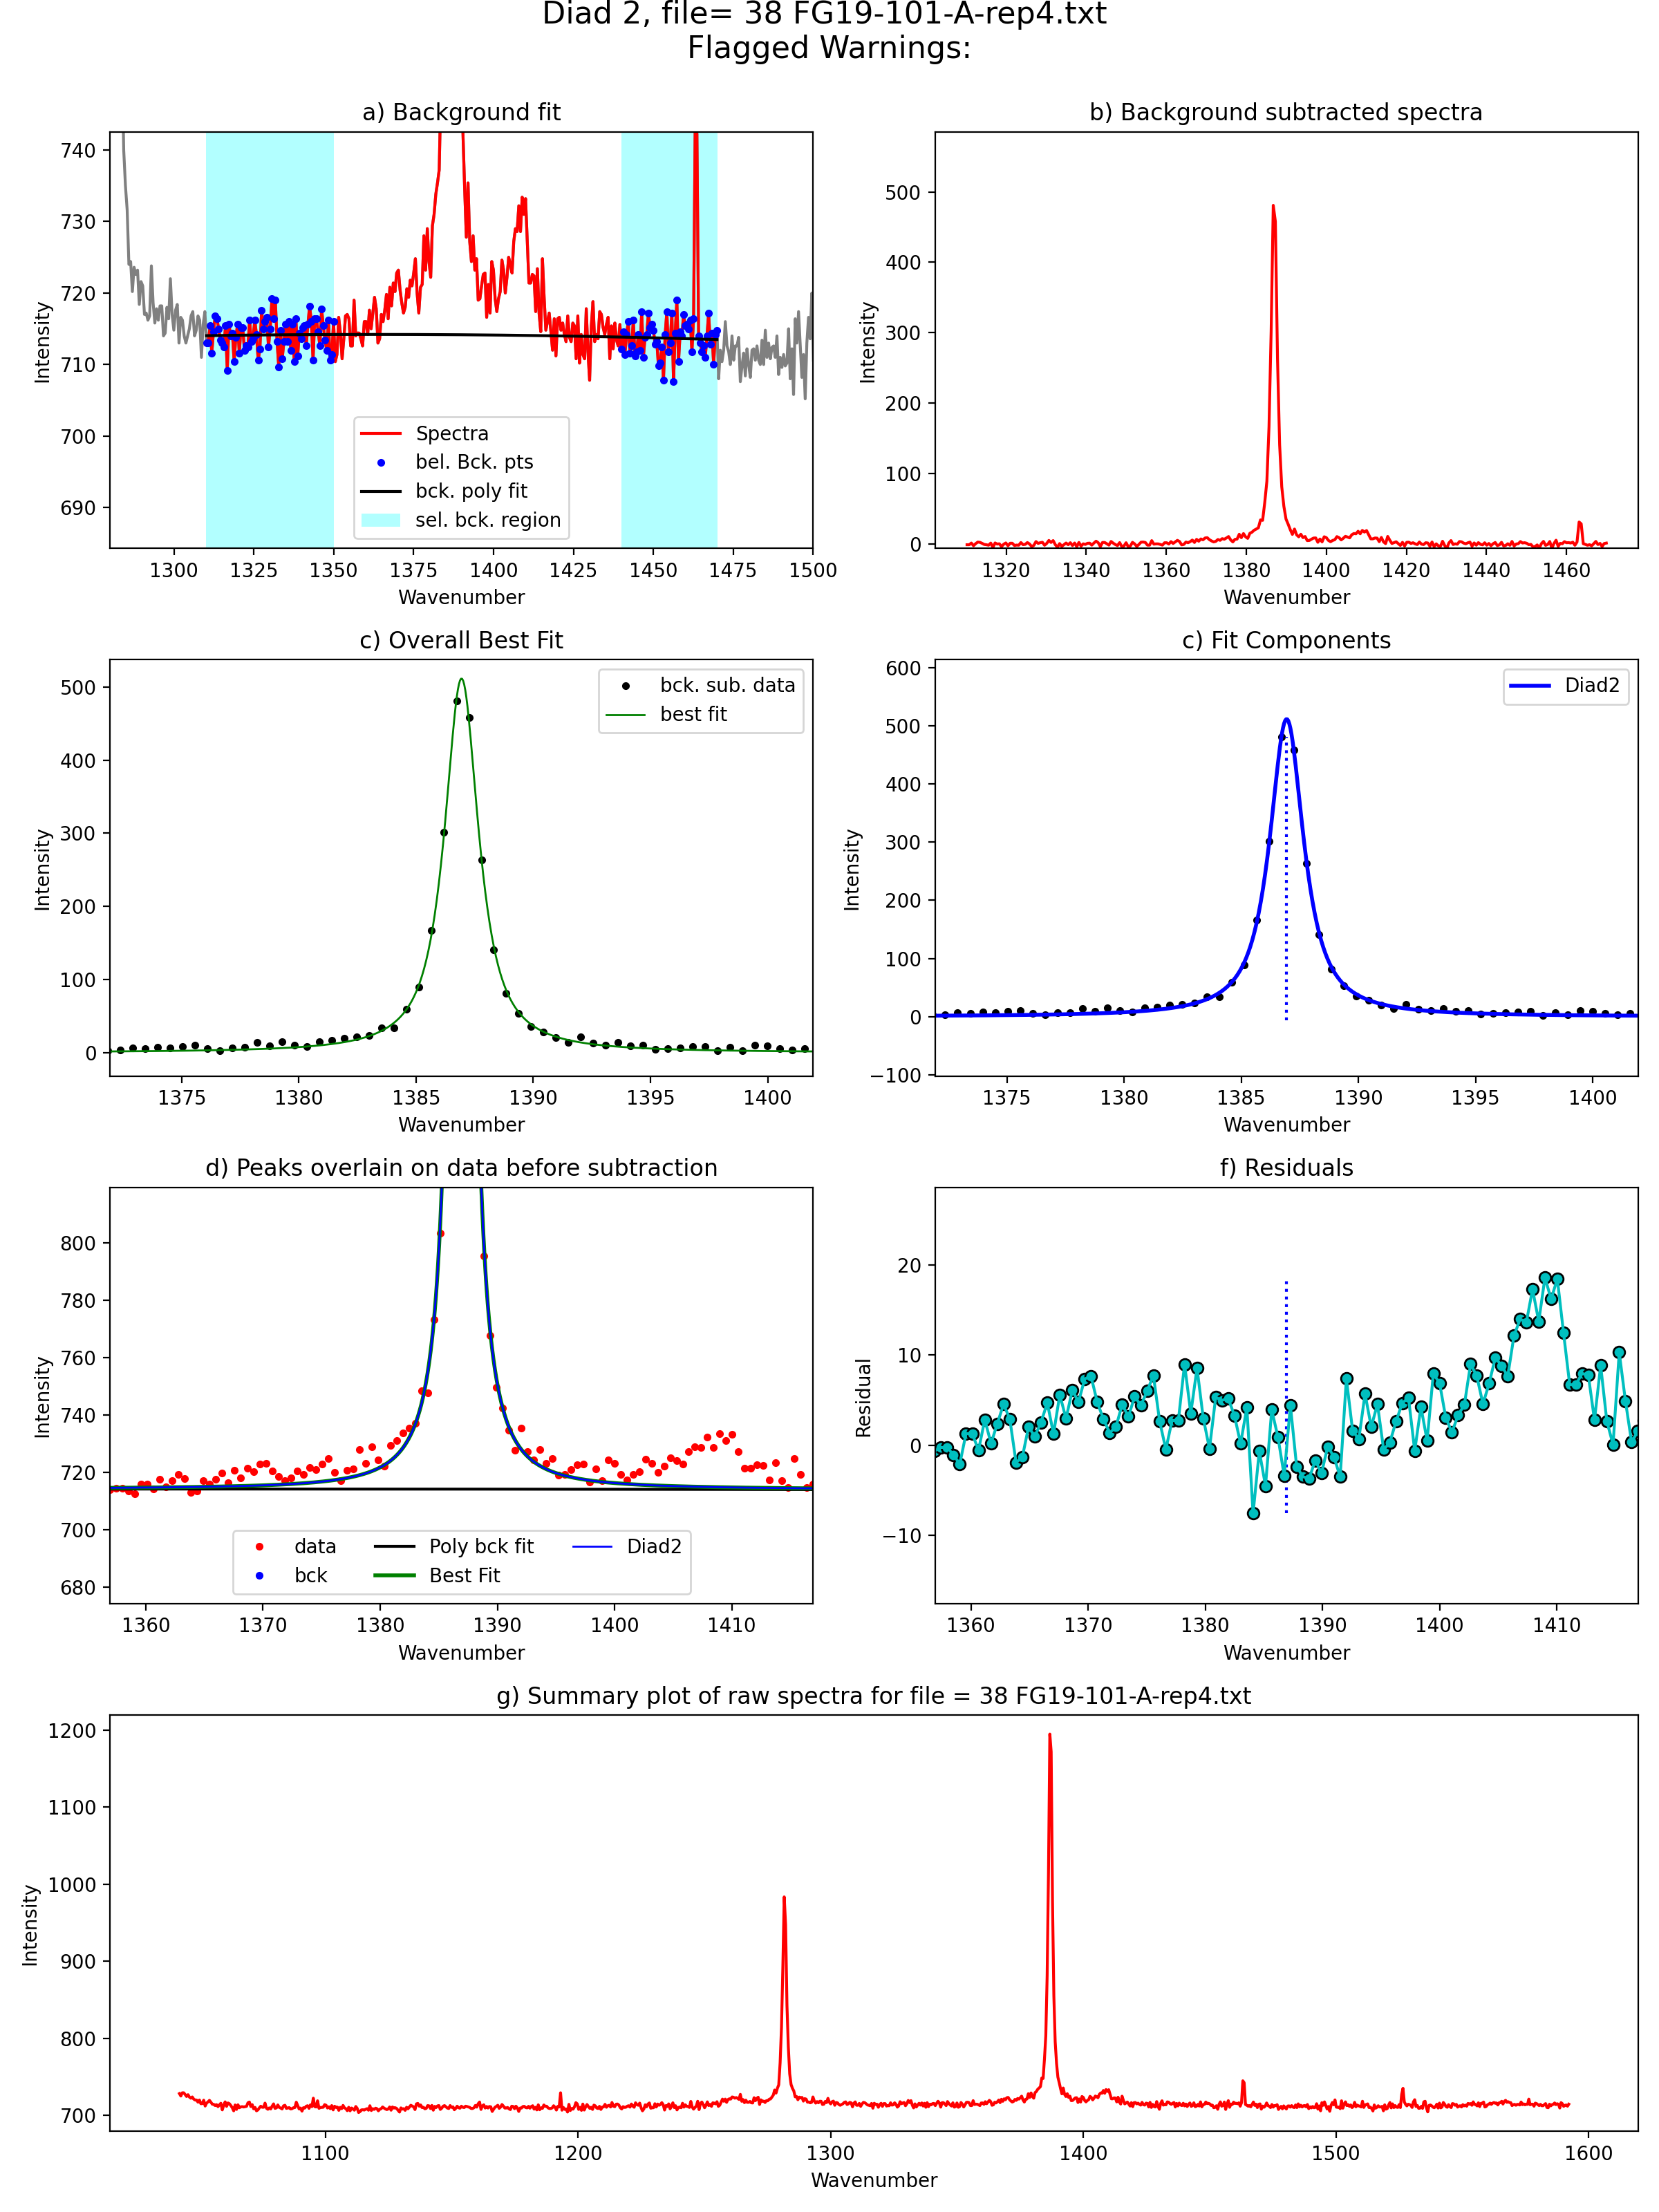 Diad 2, file= 38 FG19-101-A-rep4.txt
Flagged Warnings:
a) Background fit
740
730
720
710
700
690
Intensity
Spectra
bel. Bck. pts
bck. poly fit
sel. bck. region
1300 1325 1350 1375 1400 1425 1450 1475 1500
Wavenumber
b) Background subtracted spectra
500
400
300
200
100
0
Intensity
1320 1340 1360 1380 1400 1420 1440 1460
Wavenumber
c) Overall Best Fit
500
400
300
200
100
0
Intensity
bck. sub. data
best fit
1375 1380 1385 1390 1395 1400
Wavenumber
c) Fit Components
600
500
400
300
200
100
0
−100
Intensity
Diad2
1375 1380 1385 1390 1395 1400
Wavenumber
d) Peaks overlain on data before subtraction
800
780
760
740
720
700
680
Intensity
data Poly bck fit Diad2
bck Best Fit
1360 1370 1380 1390 1400 1410
Wavenumber
f) Residuals
20
10
0
−10
Residual
1360 1370 1380 1390 1400 1410
Wavenumber
g) Summary plot of raw spectra for file = 38 FG19-101-A-rep4.txt
1200
1100
1000
900
800
700
Intensity
1100 1200 1300 1400 1500 1600
Wavenumber